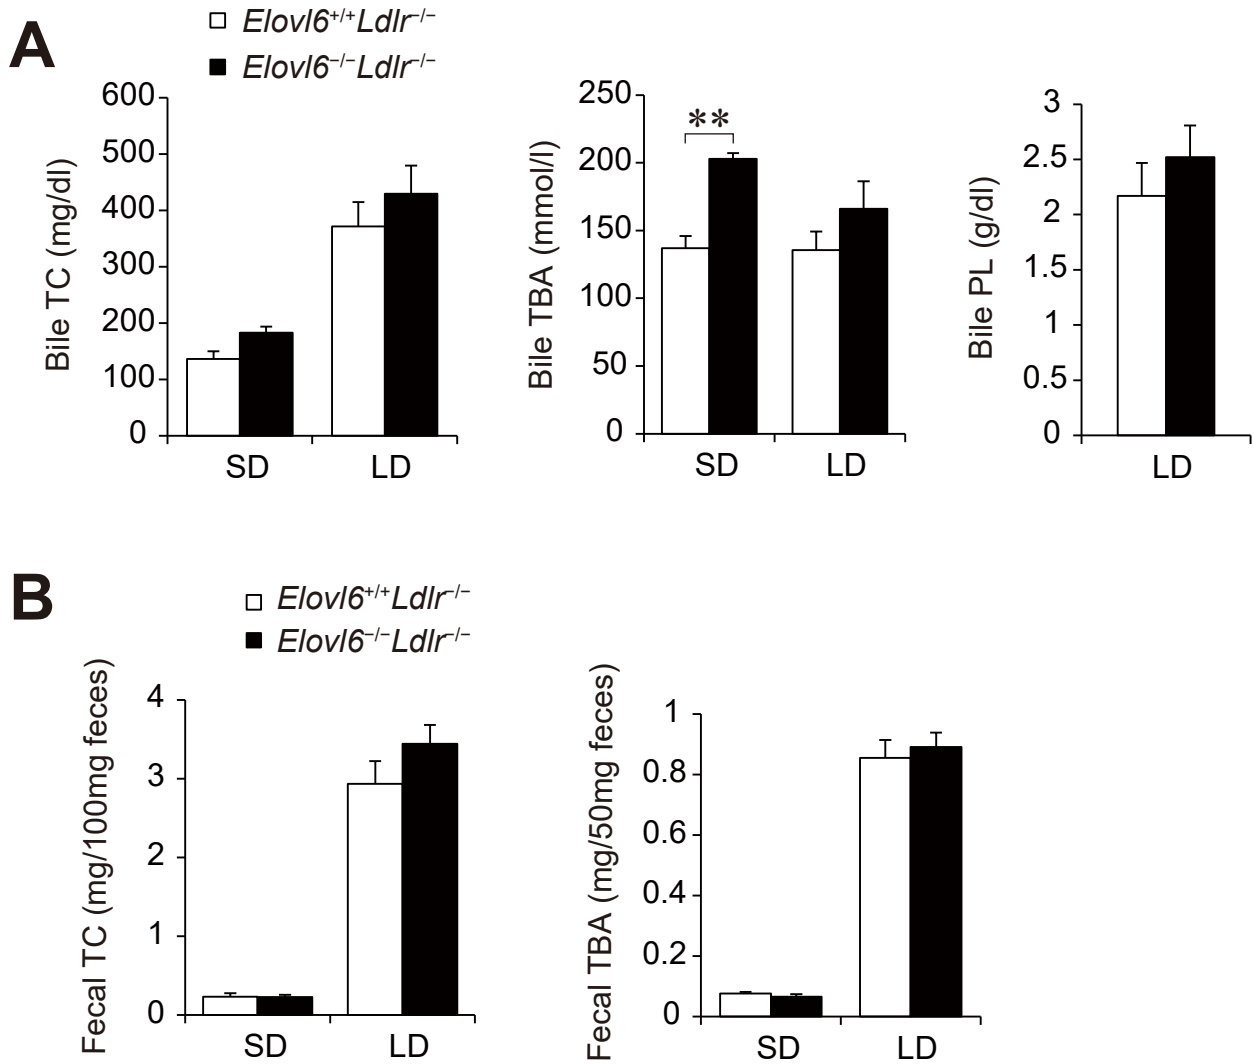 A
Elovl6+/+Ldlr−/−
Elovl6−/−Ldlr−/−
Bile TC (mg/dl)
600
500
400
300
200
100
0
SD LD
Bile TBA (mmol/l)
250
200
150
100
50
0
**
SD LD
Bile PL (g/dl)
3
2.5
2
1.5
1
0.5
0
LD
B
Elovl6+/+Ldlr−/−
Elovl6−/−Ldlr−/−
Fecal TC (mg/100mg feces)
4
3
2
1
0
SD LD
Fecal TBA (mg/50mg feces)
1
0.8
0.6
0.4
0.2
0
SD LD